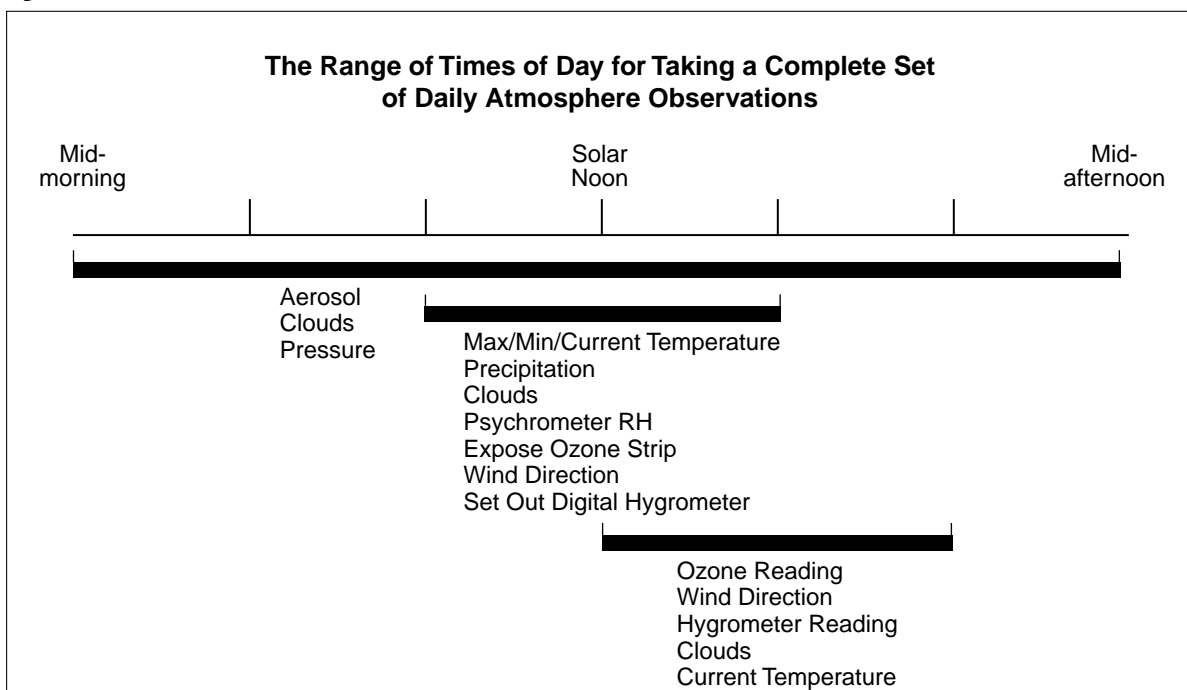 The Range of Times of Day for Taking a Complete Set
of Daily Atmosphere Observations
Mid-
morning
Solar
Noon
Mid-
afternoon
Aerosol
Clouds
Pressure
Max/Min/Current Temperature
Precipitation
Clouds
Psychrometer RH
Expose Ozone Strip
Wind Direction
Set Out Digital Hygrometer
Ozone Reading
Wind Direction
Hygrometer Reading
Clouds
Current Temperature